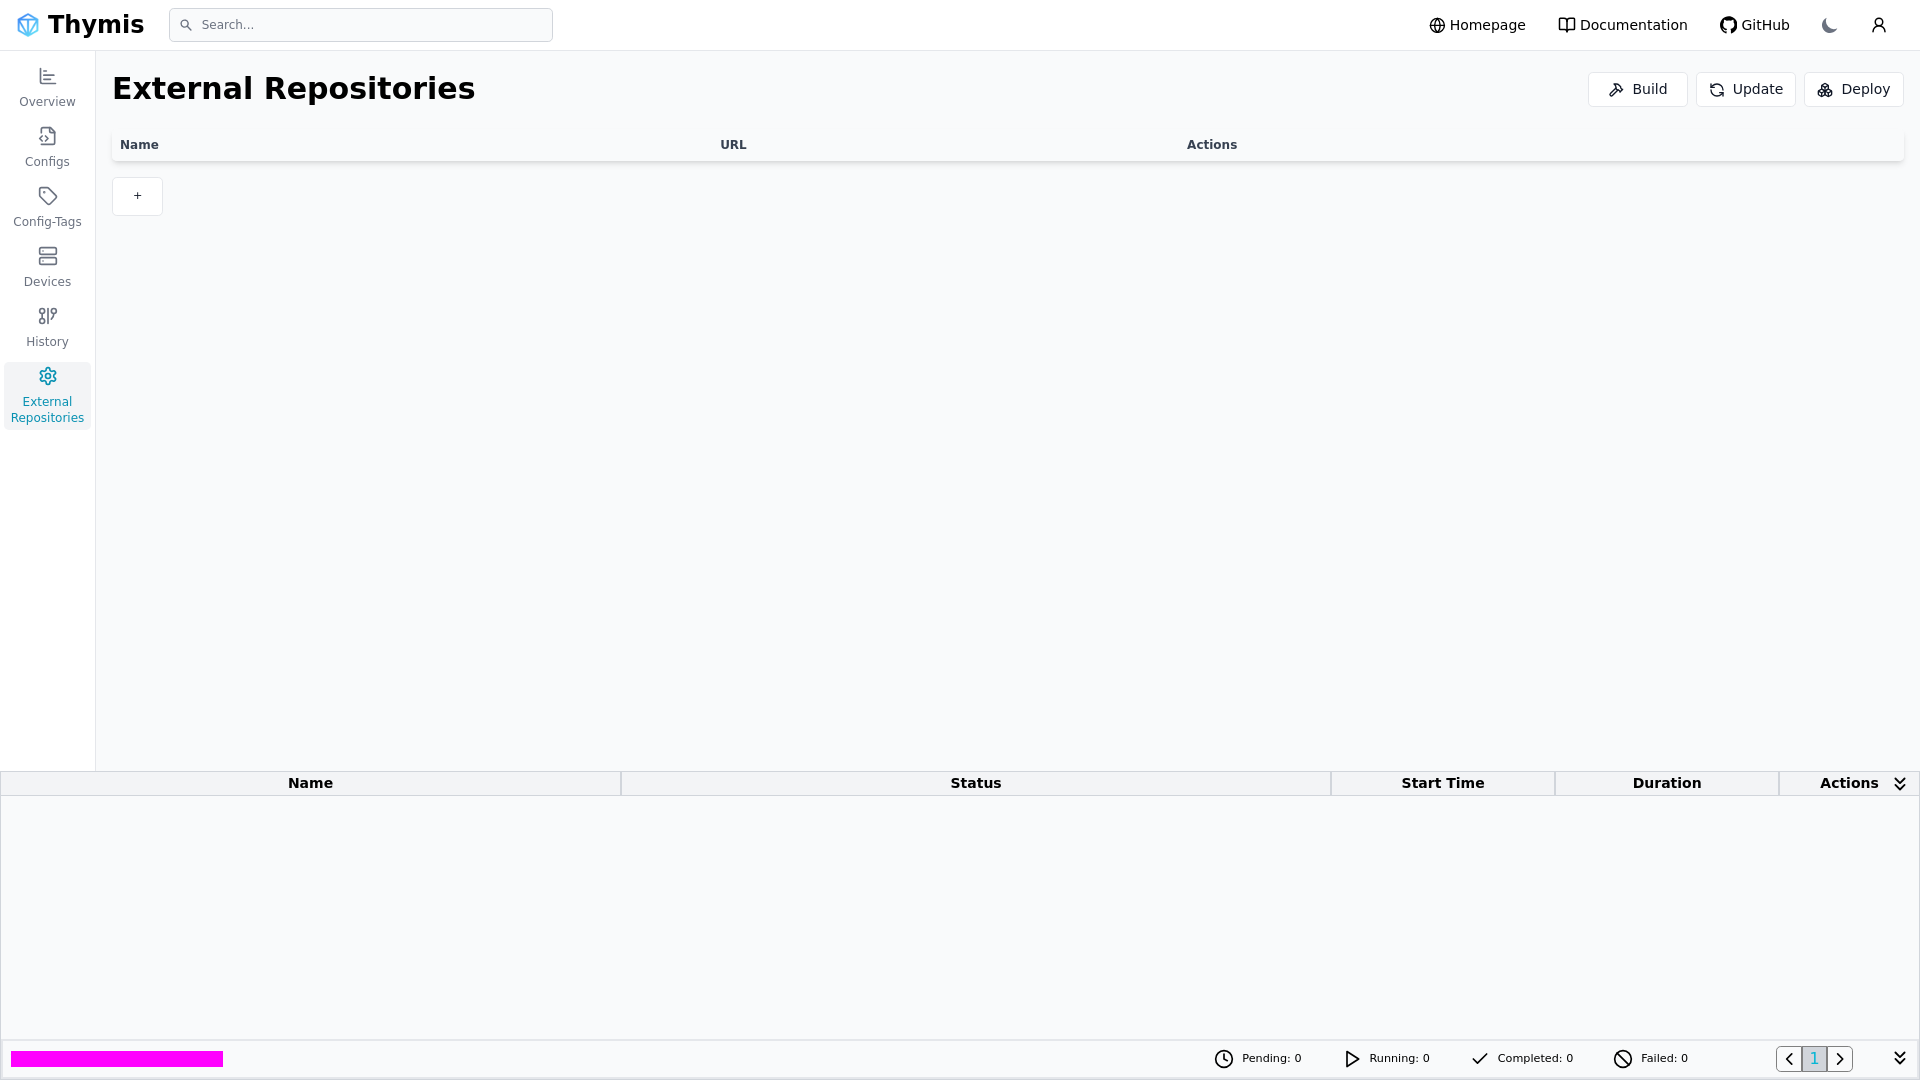 Thymis
Search...
Homepage
Documentation
GitHub
Overview
Configs
Config-Tags
Devices
History
External
Repositories
External Repositories
Build
Update
Deploy
Name URL Actions
+
Name Status Start Time Duration Actions
Pending: 0
Running: 0
Completed: 0
Failed: 0
1